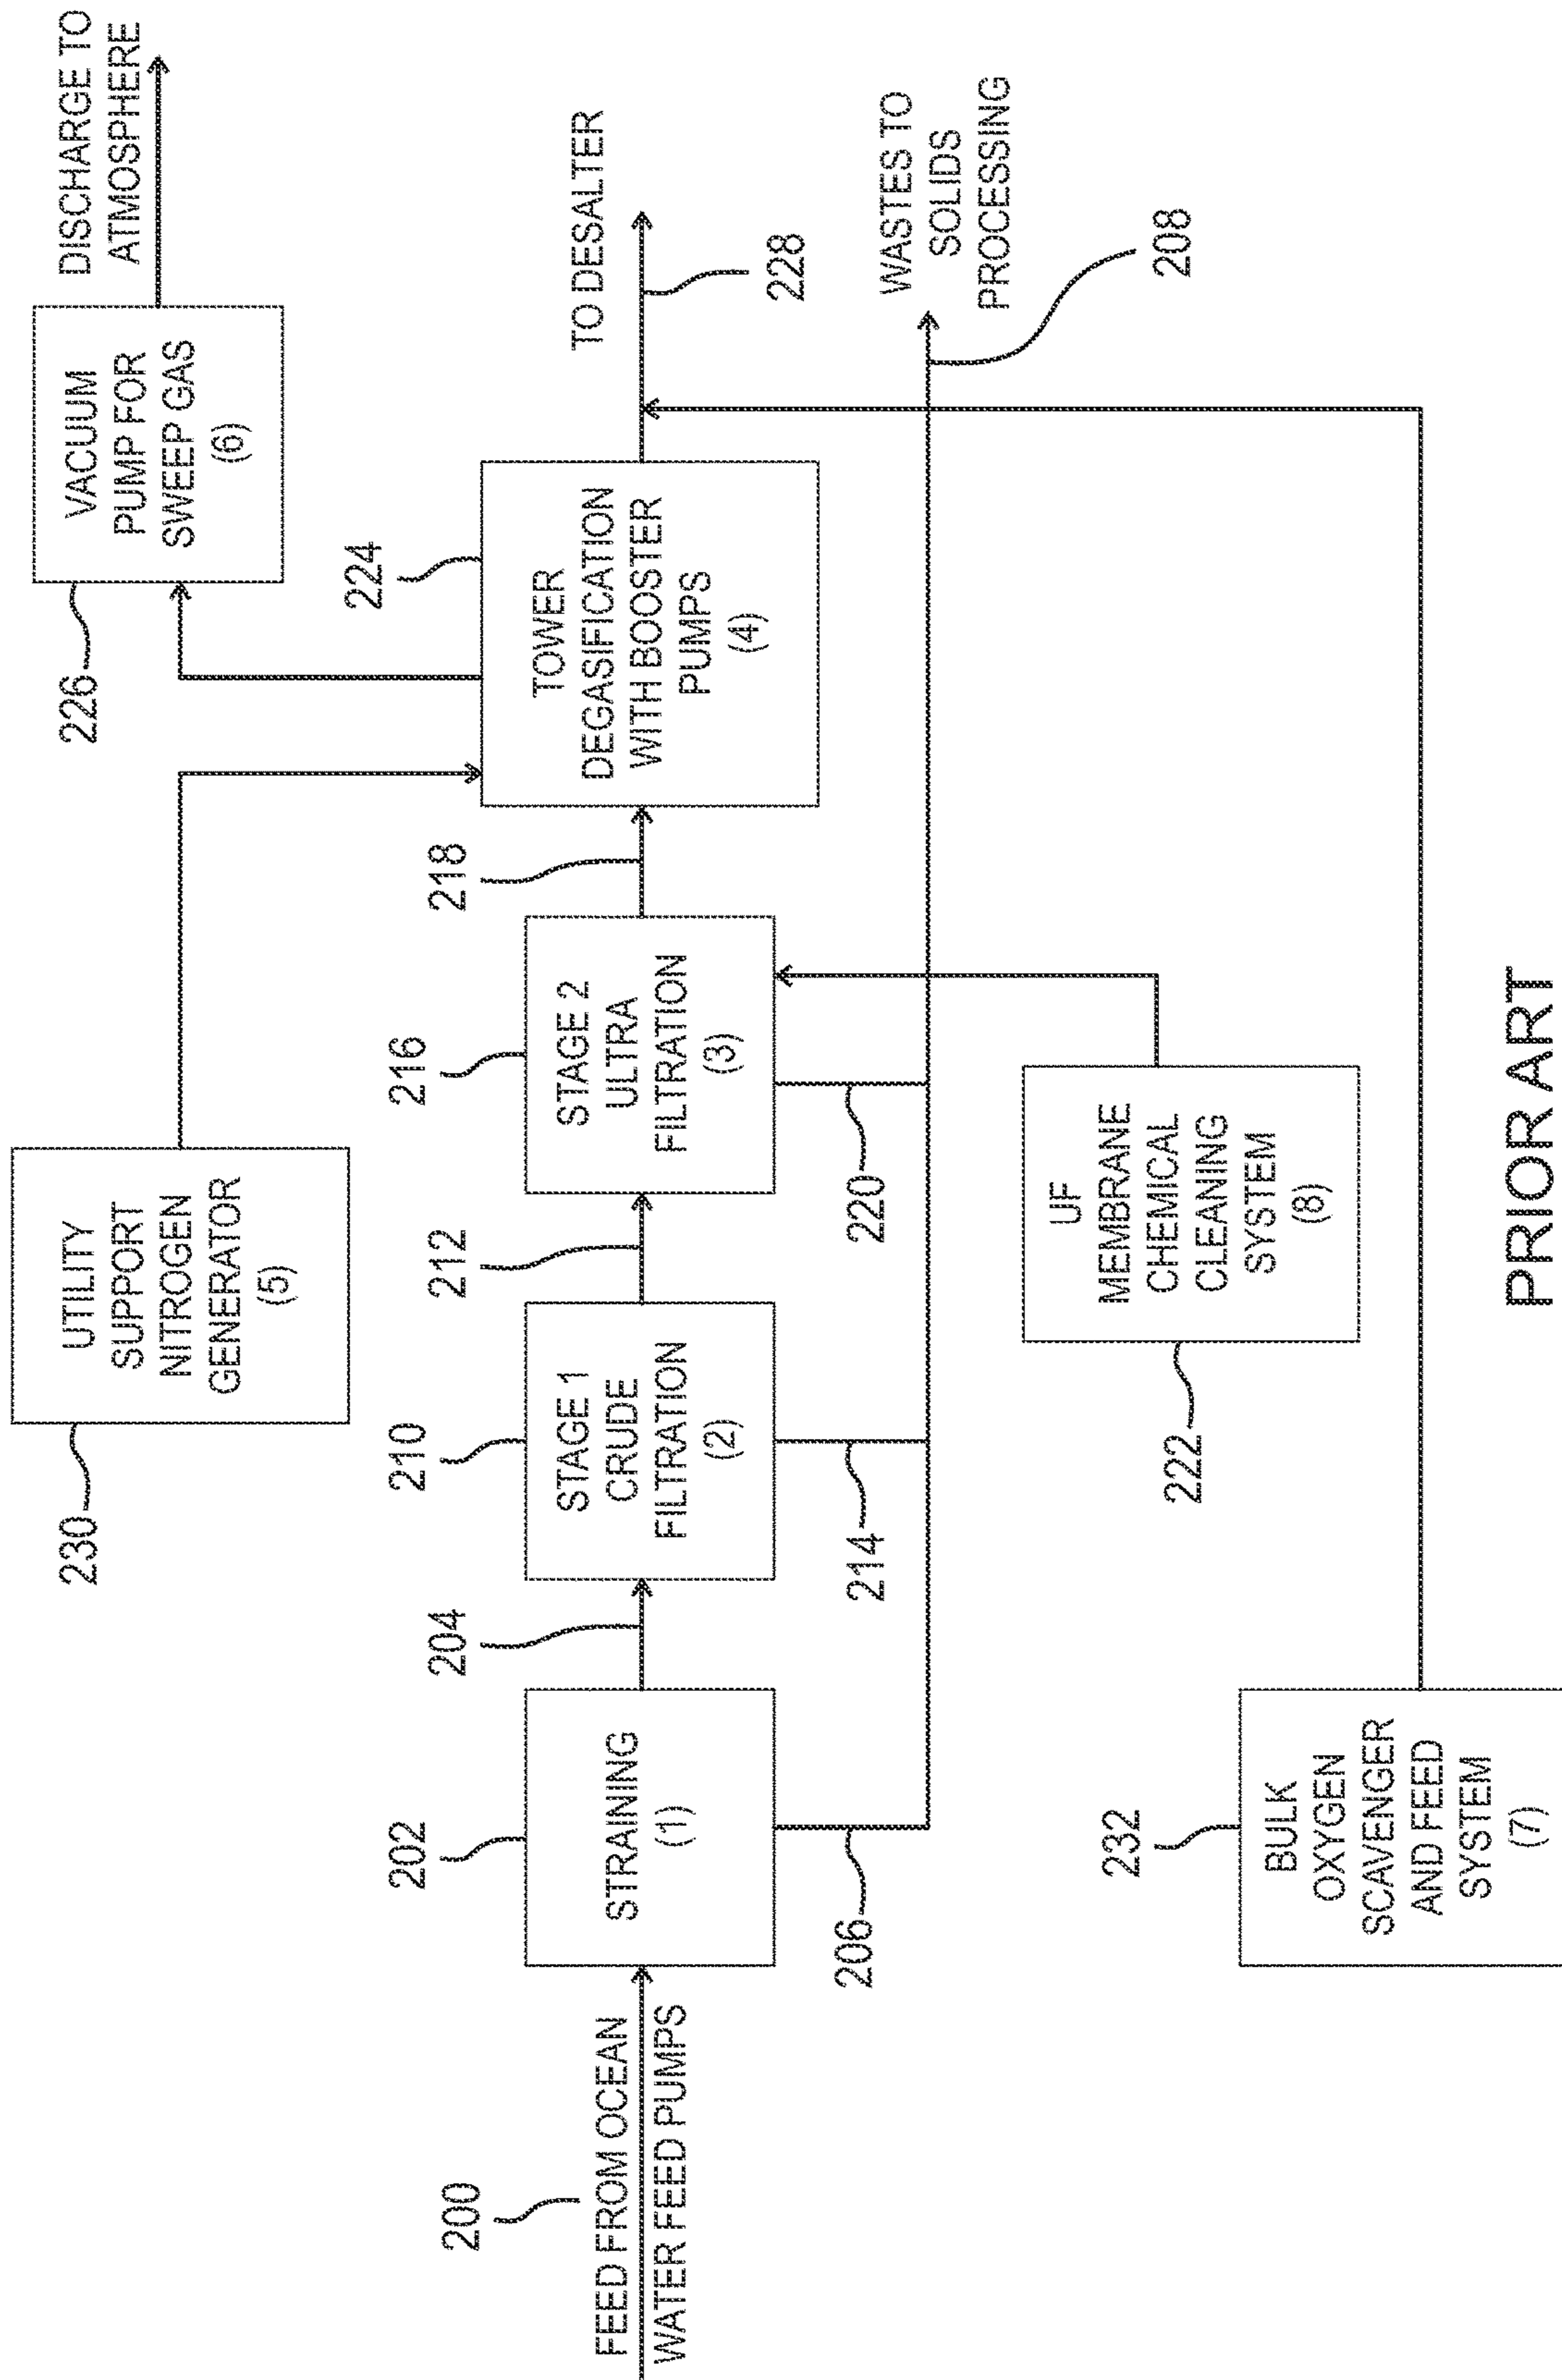 DISCHARGE TO
ATMOSPHERE
VACUUM
PUMP FOR
SWEEP GAS
(6)
226
UTILITY
SUPPORT
NITROGEN
GENERATOR
(5)
230
200
FEED FROM OCEAN
WATER FEED PUMPS
202
STRAINING
(1)
204
206
210
STAGE 1
CRUDE
FILTRATION
(2)
212
214
216
STAGE 2
ULTRA
FILTRATION
(3)
218
220
224
TOWER
DEGASIFICATION
WITH BOOSTER
PUMPS
(4)
TO DESALTER
228
WASTES TO
SOLIDS
PROCESSING
208
UF
MEMBRANE
CHEMICAL
CLEANING
SYSTEM
(8)
222
232
BULK
OXYGEN
SCAVENGER
AND FEED
SYSTEM
(7)
PRIOR ART